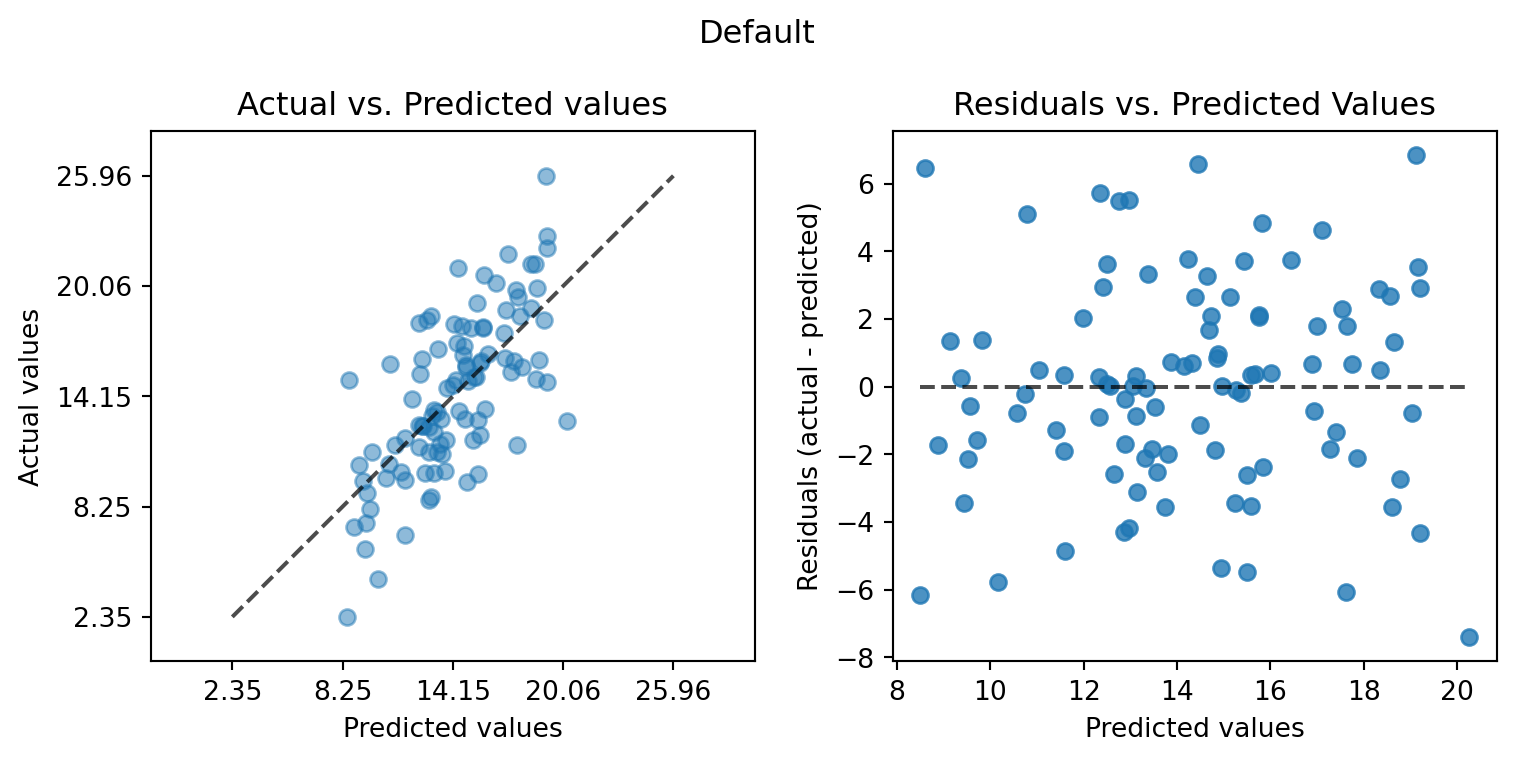 Default
Actual vs. Predicted values
Actual values
25.96
20.06
14.15
8.25
2.35
2.35 8.25 14.15 20.06 25.96
Predicted values
Residuals vs. Predicted Values
Residuals (actual - predicted)
6
4
2
0
−2
−4
−6
−8
8 10 12 14 16 18 20
Predicted values